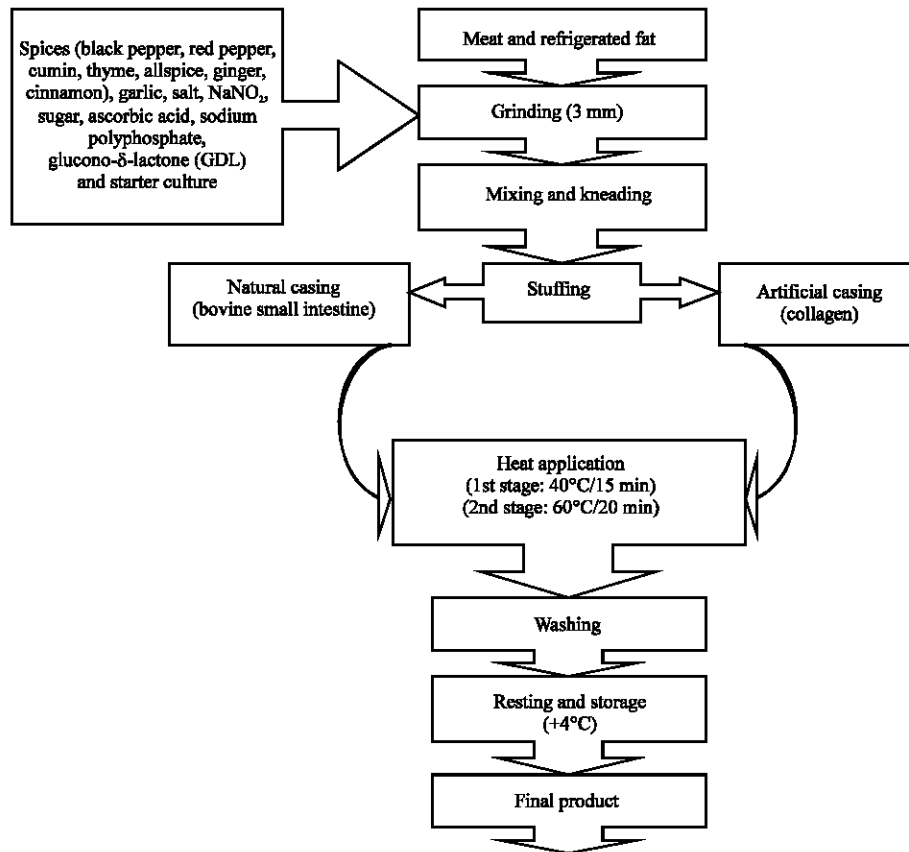 Spices (black pepper, red pepper,
cumin, thyme, allspice, ginger,
cinnamon), garlic, salt, NaNO₂,
sugar, ascorbic acid, sodium
polyphosphate,
glucono-δ-lactone (GDL)
and starter culture
Meat and refrigerated fat
Grinding (3 mm)
Mixing and kneading
Stuffing
Natural casing
(bovine small intestine)
Artificial casing
(collagen)
Heat application
(1st stage: 40°C/15 min)
(2nd stage: 60°C/20 min)
Washing
Resting and storage
(+4°C)
Final product